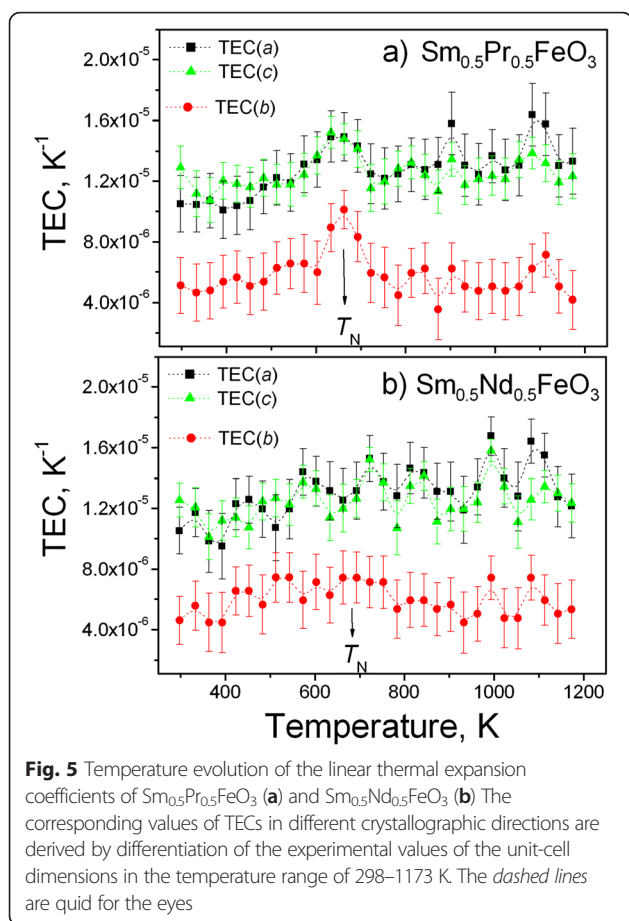 a) Sm0.5Pr0.5FeO3
TEC(a)
TEC(c)
TEC(b)
2.0x10-5
1.6x10-5
1.2x10-5
8.0x10-6
4.0x10-6
TEC, K-1
TN
b) Sm0.5Nd0.5FeO3
TEC(a)
TEC(c)
TEC(b)
2.0x10-5
1.6x10-5
1.2x10-5
8.0x10-6
4.0x10-6
TEC, K-1
TN
400 600 800 1000 1200
Temperature, K
Fig. 5 Temperature evolution of the linear thermal expansion
coefficients of Sm0.5Pr0.5FeO3 (a) and Sm0.5Nd0.5FeO3 (b) The
corresponding values of TECs in different crystallographic directions are
derived by differentiation of the experimental values of the unit-cell
dimensions in the temperature range of 298–1173 K. The dashed lines
are quid for the eyes